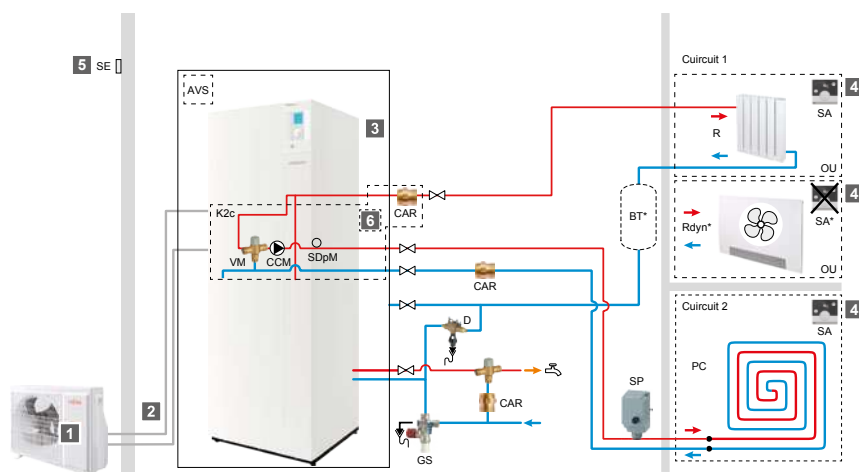 5 SE
AVS
3
Cuircuit 1
4
SA
R
OU
K2c
6
CAR
BT*
4
Rdyn*
SA*
OU
VM
CCM
SDpM
CAR
D
Cuircuit 2
4
SA
PC
SP
CAR
2
1
GS